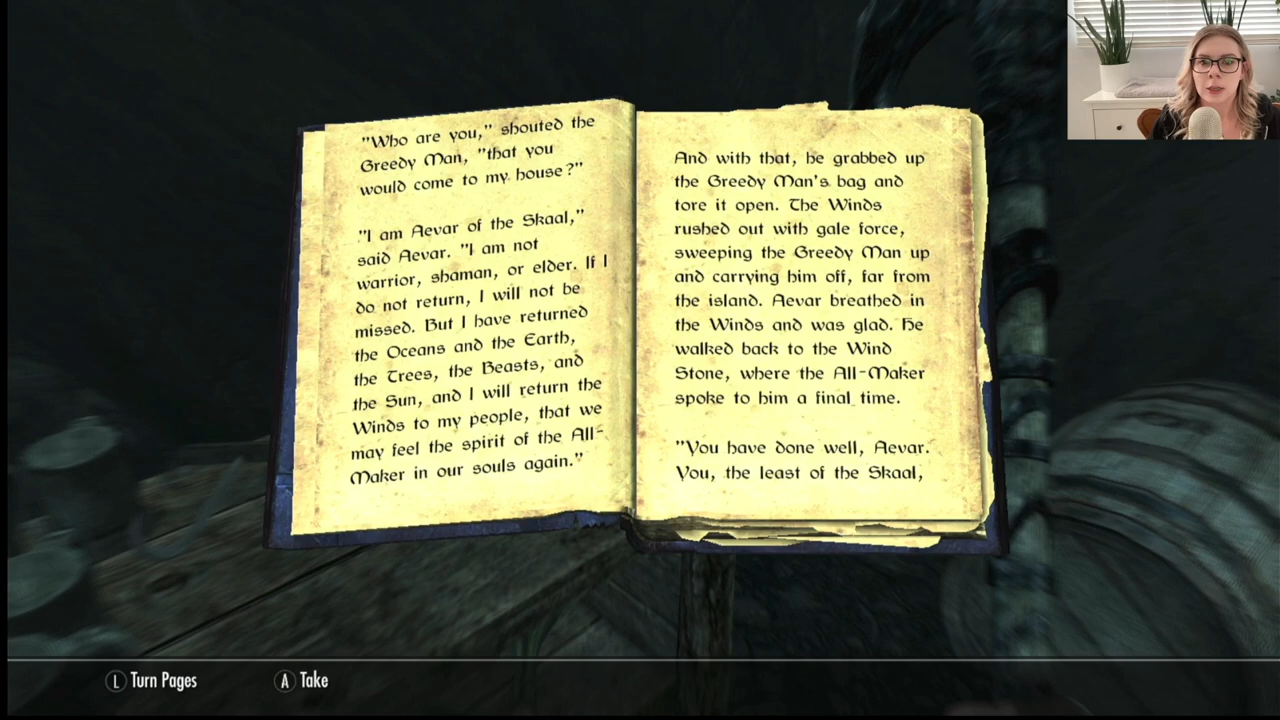 "Who are you," shouted the
Greedy Man, "that you
would come to my house?"
"I am Aevar of the Skaal,"
said Aevar. "I am not
warrior, shaman, or elder. If I
do not return, I will not be
missed. But I have returned
the Oceans and the Earth,
the Trees, the Beasts, and
the Sun, and I will return the
Winds to my people, that we
may feel the spirit of the All-
Maker in our souls again."
And with that, he grabbed up
the Greedy Man's bag and
tore it open. The Winds
rushed out with gale force,
sweeping the Greedy Man up
and carrying him off, far from
the island. Aevar breathed in
the Winds and was glad. He
walked back to the Wind
Stone, where the All-Maker
spoke to him a final time.
"You have done well, Aevar.
You, the least of the Skaal,
L Turn Pages
A Take